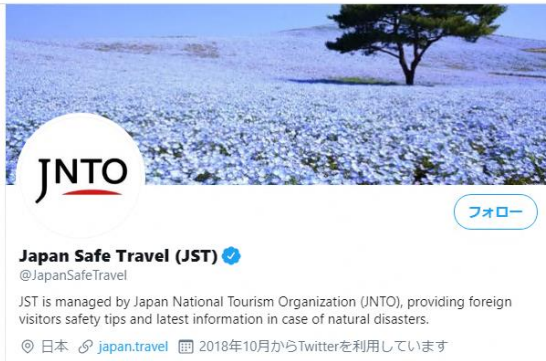 JNTO
フォロー
Japan Safe Travel (JST)
@JapanSafeTravel
JST is managed by Japan National Tourism Organization (JNTO), providing foreign
visitors safety tips and latest information in case of natural disasters.
日本 japan.travel 2018年10月からTwitterを利用しています